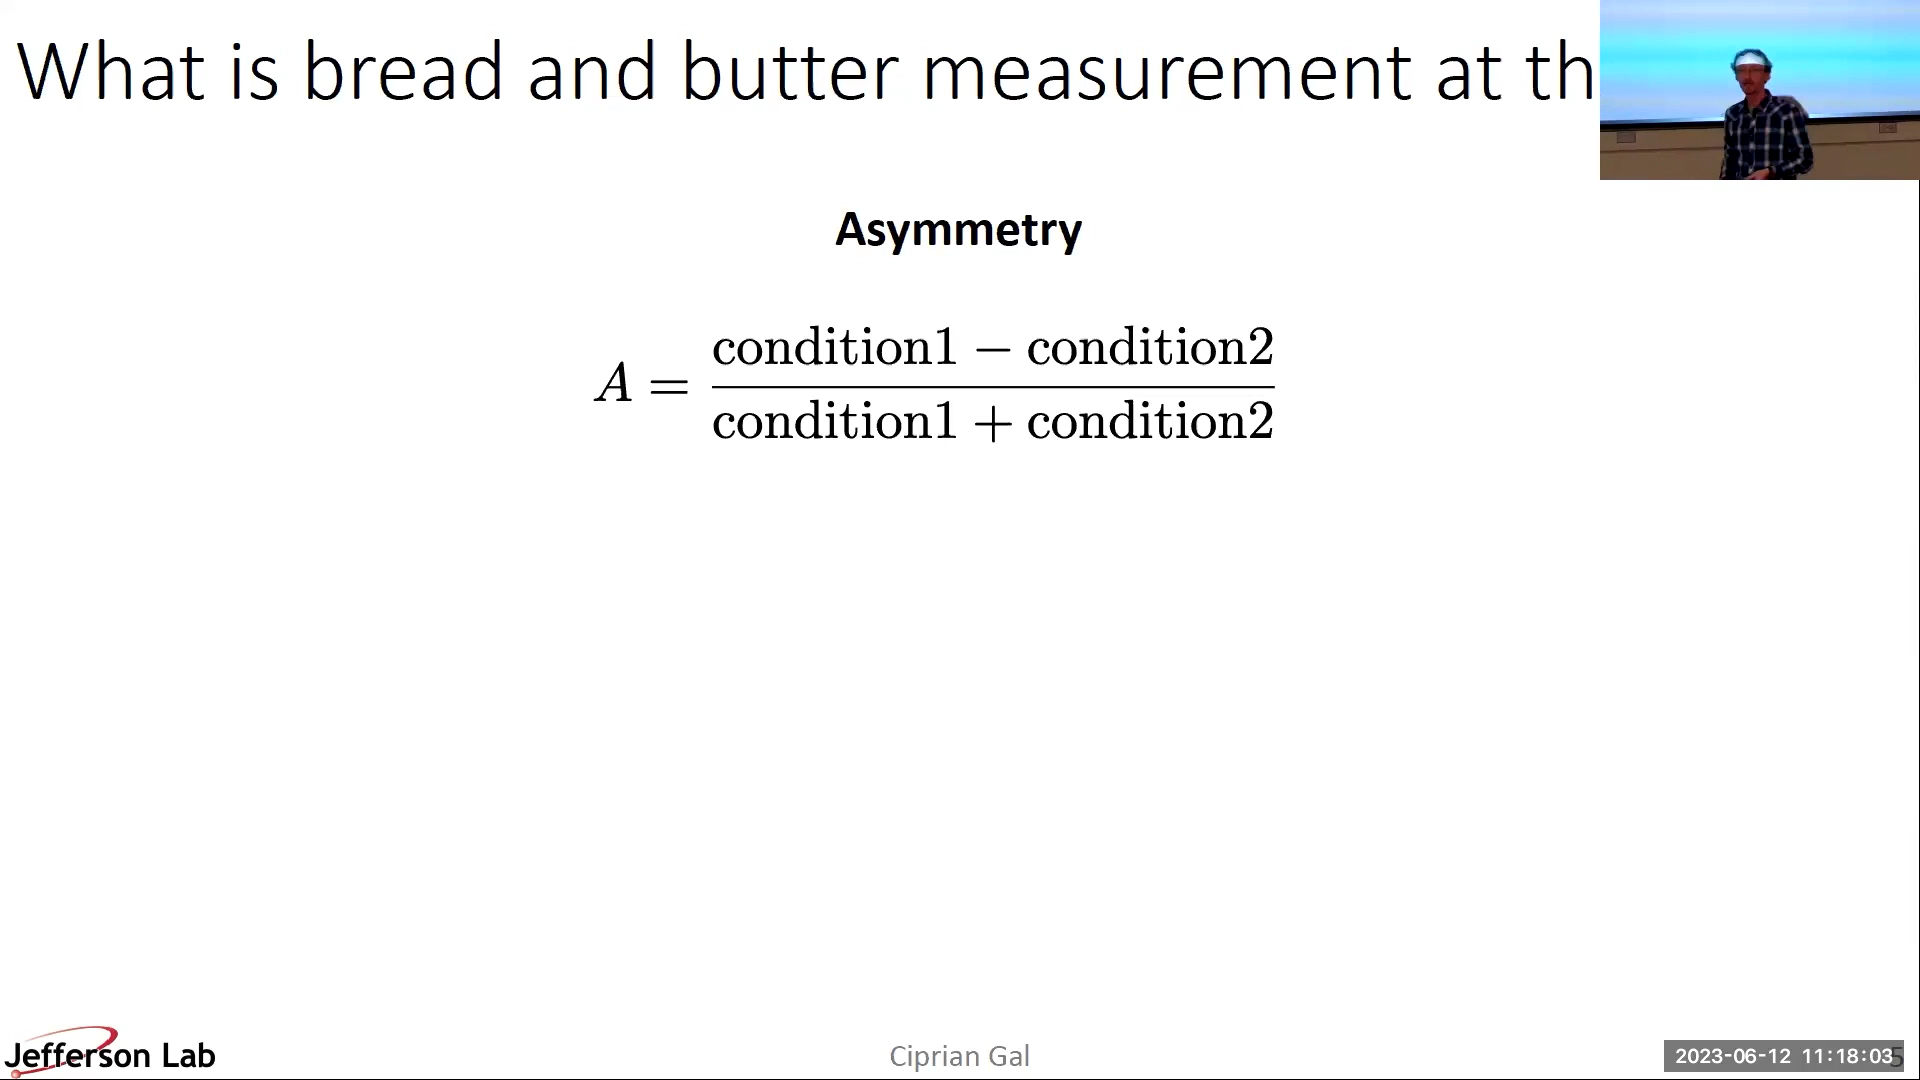 What is bread and butter measurement at th
Asymmetry
A = condition1 − condition2 / condition1 + condition2
Jefferson Lab
Ciprian Gal
2023-06-12 11:18:03
5